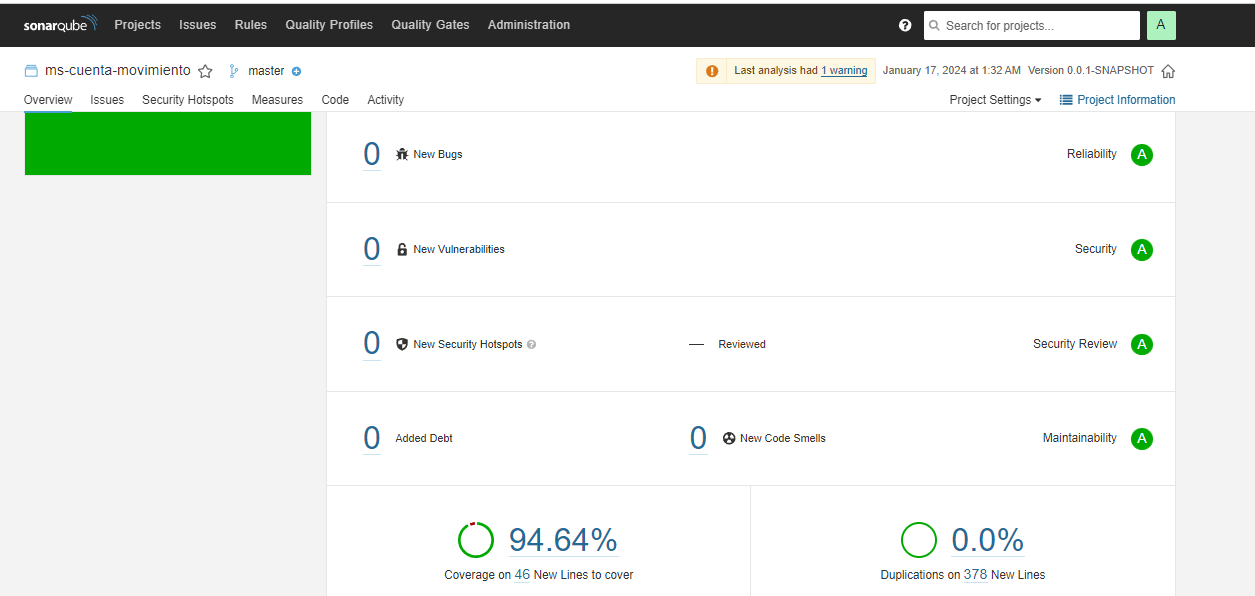 sonarqube Projects Issues Rules Quality Profiles Quality Gates Administration ? Search for projects... A
ms-cuenta-movimiento master Last analysis had 1 warning January 17, 2024 at 1:32 AM Version 0.0.1-SNAPSHOT
Overview Issues Security Hotspots Measures Code Activity Project Settings Project Information
0 New Bugs Reliability A
0 New Vulnerabilities Security A
0 New Security Hotspots ? — Reviewed Security Review A
0 Added Debt 0 New Code Smells Maintainability A
94.64% 0.0%
Coverage on 46 New Lines to cover Duplications on 378 New Lines